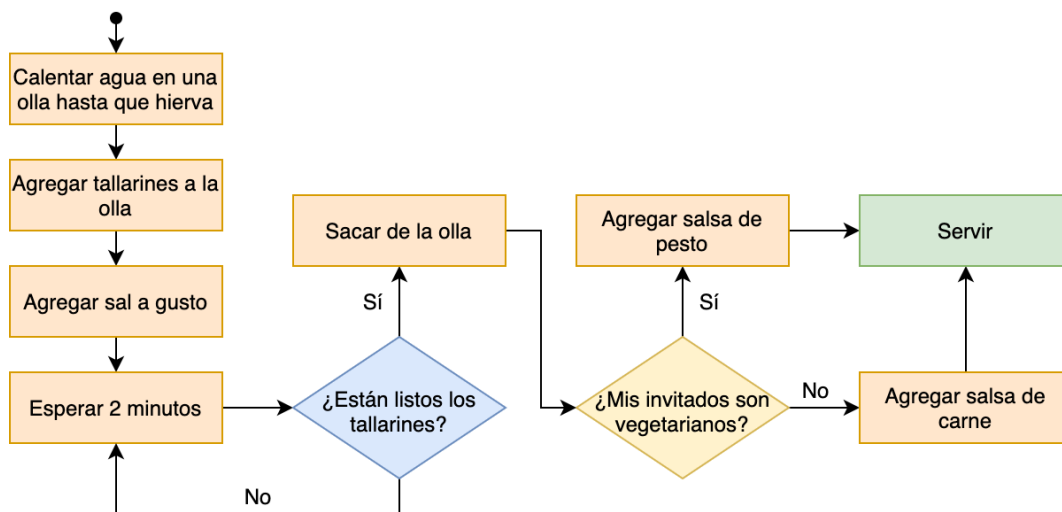 Calentar agua en una
olla hasta que hierva
Agregar tallarines a la
olla
Agregar sal a gusto
Esperar 2 minutos
¿Están listos los
tallarines?
No
Sí
Sacar de la olla
¿Mis invitados son
vegetarianos?
Sí
Agregar salsa de
pesto
No
Agregar salsa de
carne
Servir